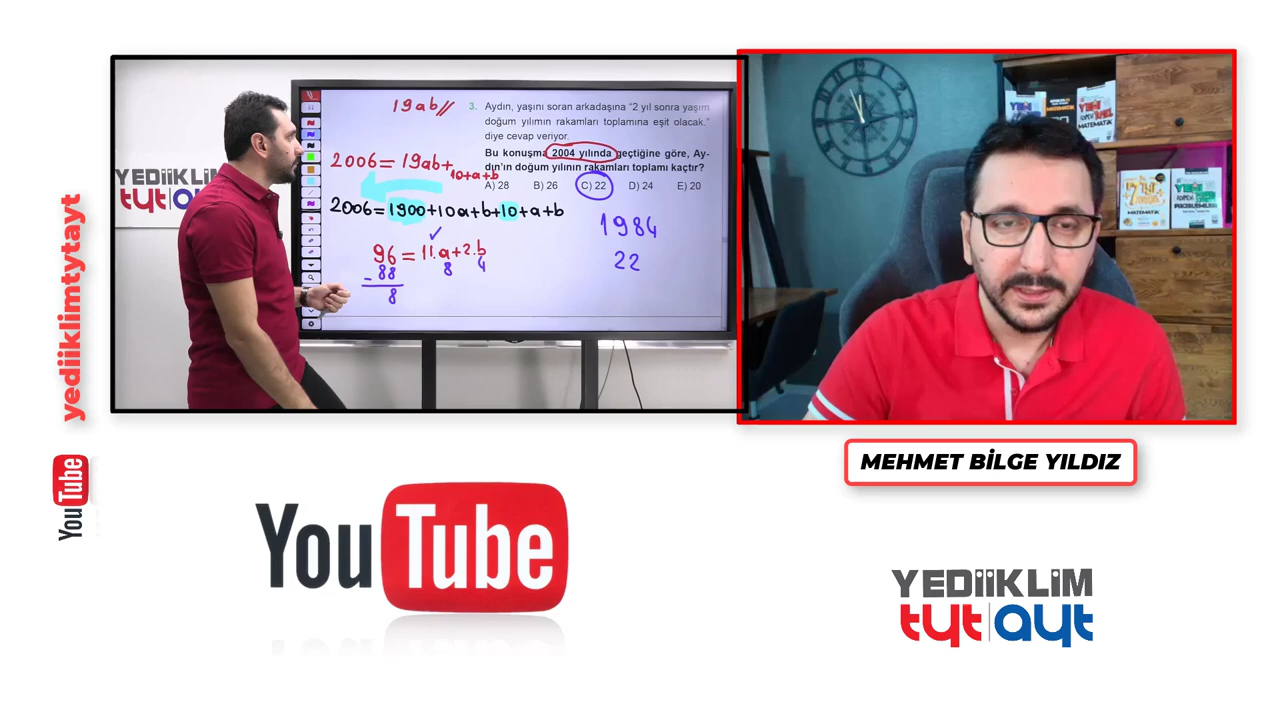 19ab//
3. Aydın, yaşını soran arkadaşına "2 yıl sonra yaşım
doğum yılımın rakamları toplamına eşit olacak."
diye cevap veriyor.
Bu konuşma 2004 yılında geçtiğine göre, Ay-
dın'ın doğum yılının rakamları toplamı kaçtır?
A) 28 B) 26 C) 22 D) 24 E) 20
2006=19ab+
10+a+b
2006=1900+10a+b+10+a+b
96=11.a+2.b
8 4
-88
8
1984
22
YEDİİKLİM
tyt
MATEMATİK
MATEMATİK
yediiklimtytayt
YouTube
MEHMET BİLGE YILDIZ
YouTube
YEDİİKLİM
tyt|ayt